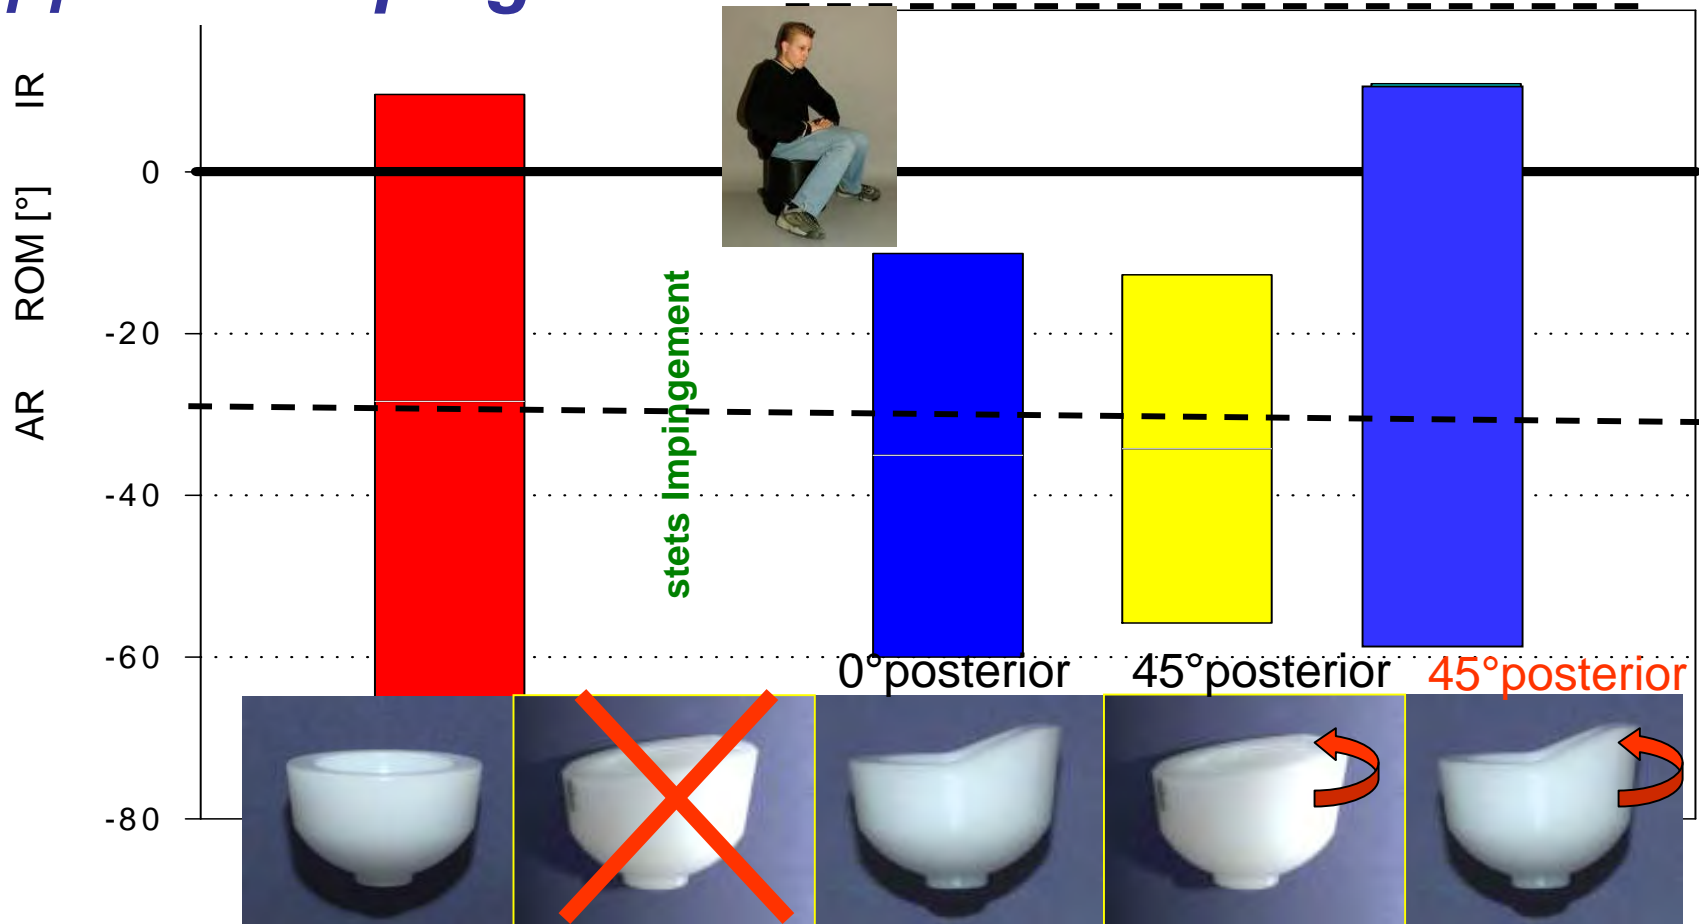 IR
ROM [°]
AR
0
-20
-40
-60
-80
stets Impingement
0°posterior
45°posterior
45°posterior